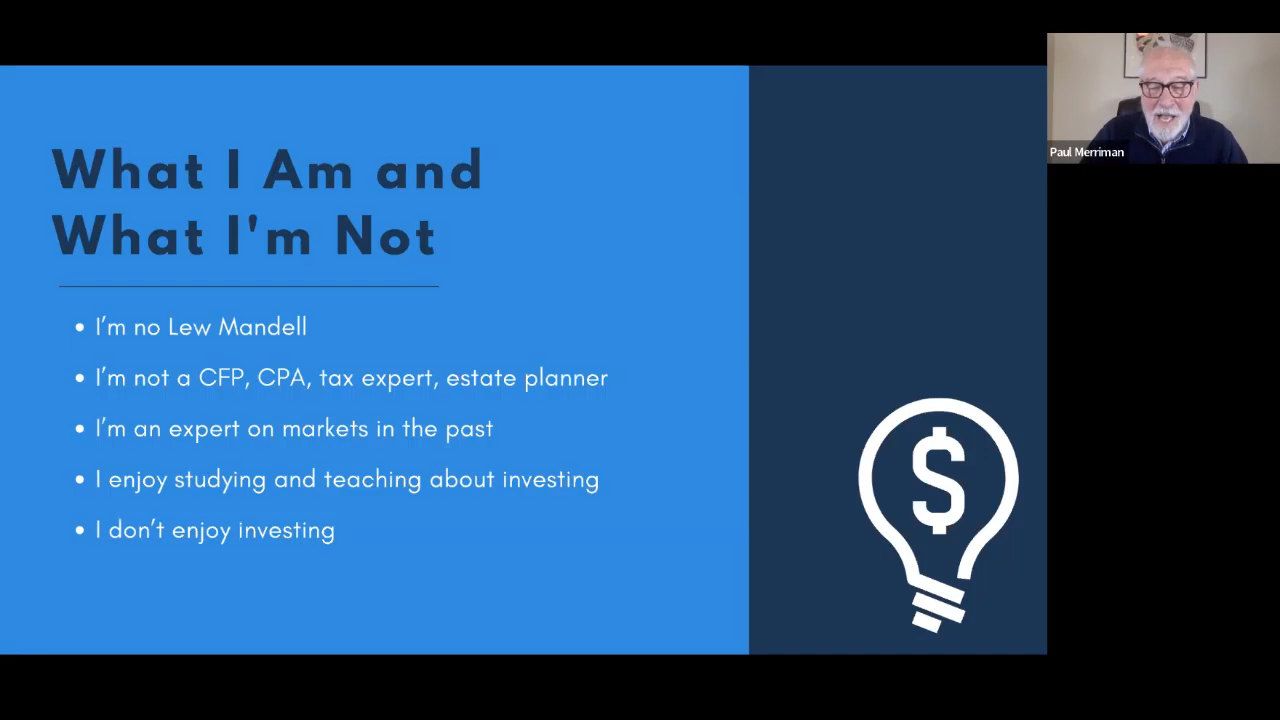 What I Am and
What I'm Not
• I’m no Lew Mandell
• I’m not a CFP, CPA, tax expert, estate planner
• I’m an expert on markets in the past
• I enjoy studying and teaching about investing
• I don’t enjoy investing
$
Paul Merriman